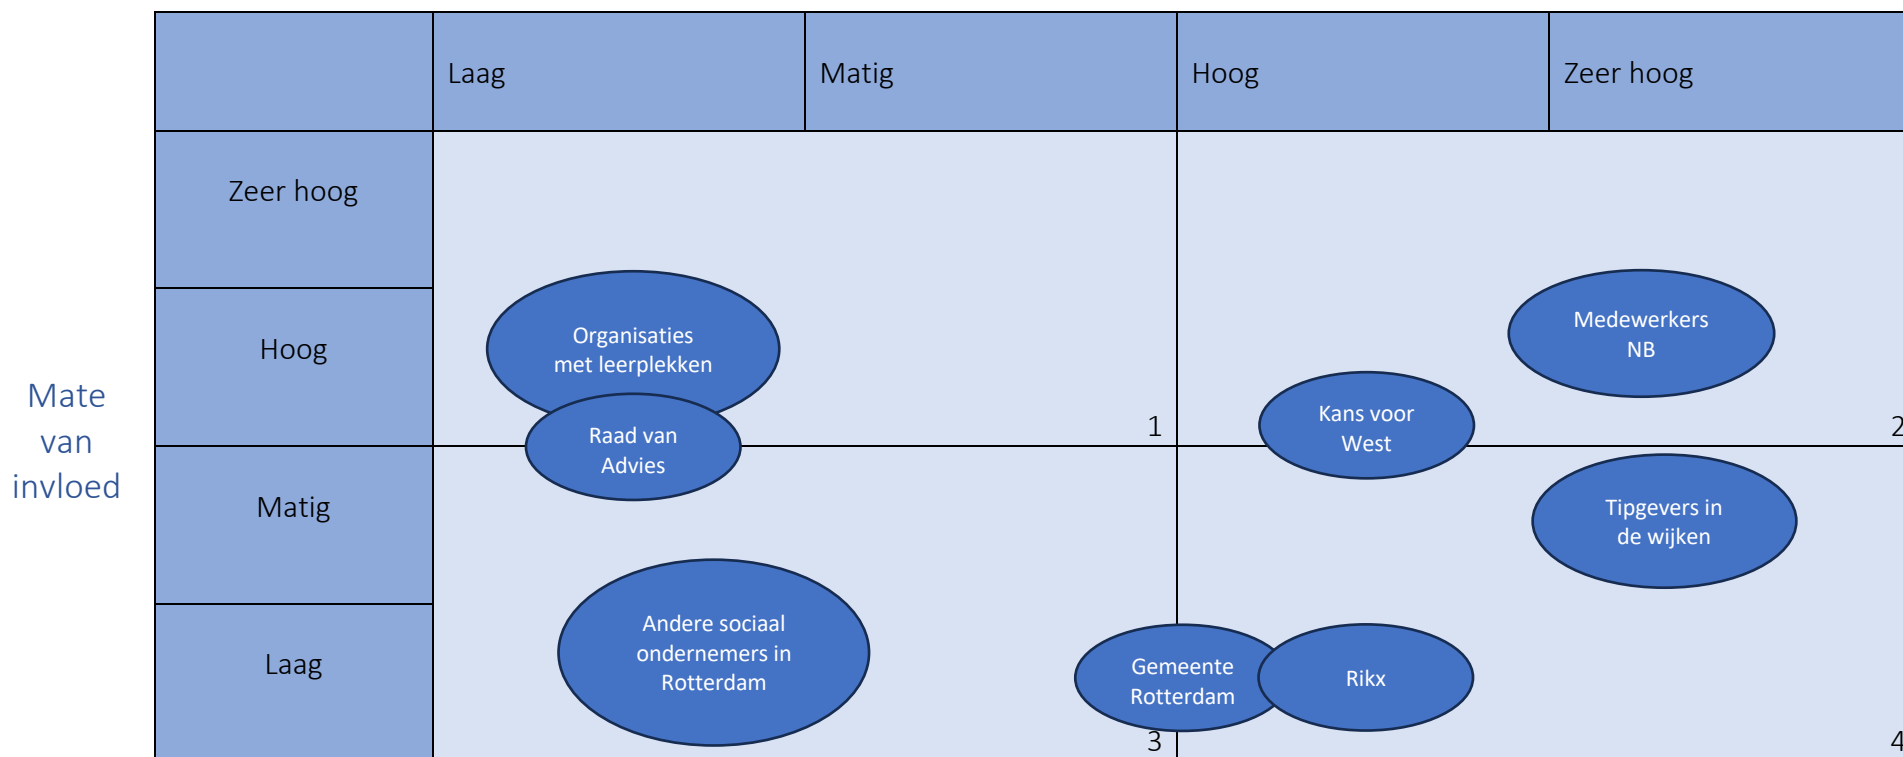 Laag
Matig
Hoog
Zeer hoog
Zeer hoog
Hoog
Matig
Laag
Mate
van
invloed
Organisaties
met leerplekken
Raad van
Advies
1
Kans voor
West
Medewerkers
NB
2
Andere sociaal
ondernemers in
Rotterdam
Gemeente
Rotterdam
3
Rikx
Tipgevers in
de wijken
4